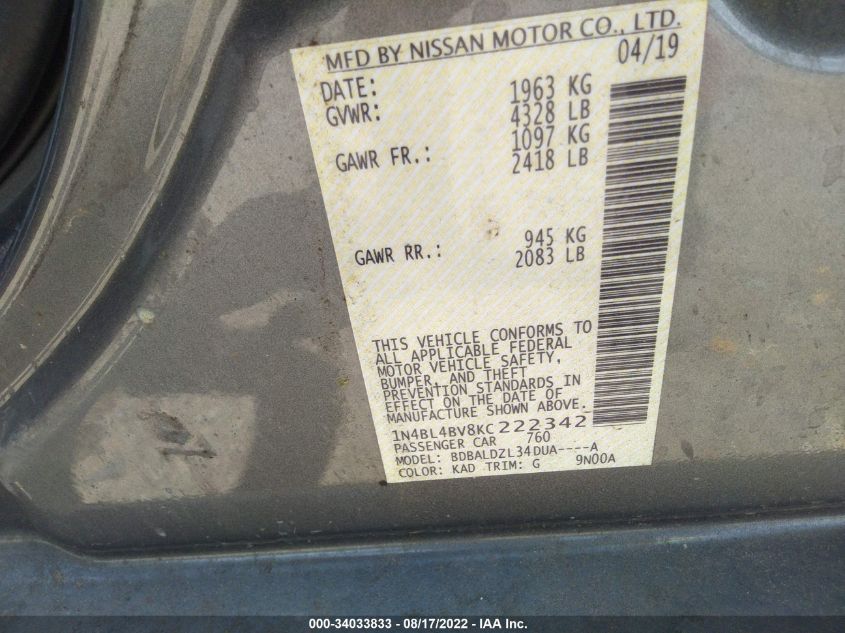 MFD BY NISSAN MOTOR CO., LTD.
DATE: 04/19
GVWR: 1963 KG
4328 LB
GAWR FR.: 1097 KG
2418 LB
GAWR RR.: 945 KG
2083 LB
THIS VEHICLE CONFORMS TO
ALL APPLICABLE FEDERAL
MOTOR VEHICLE SAFETY,
BUMPER, AND THEFT
PREVENTION STANDARDS IN
EFFECT ON THE DATE OF
MANUFACTURE SHOWN ABOVE.
1N4BL4BV8KC222342
PASSENGER CAR 760
MODEL: BDBALDZL34DUA----A
COLOR: KAD TRIM: G 9N00A
000-34033833 - 08/17/2022 - IAA Inc.